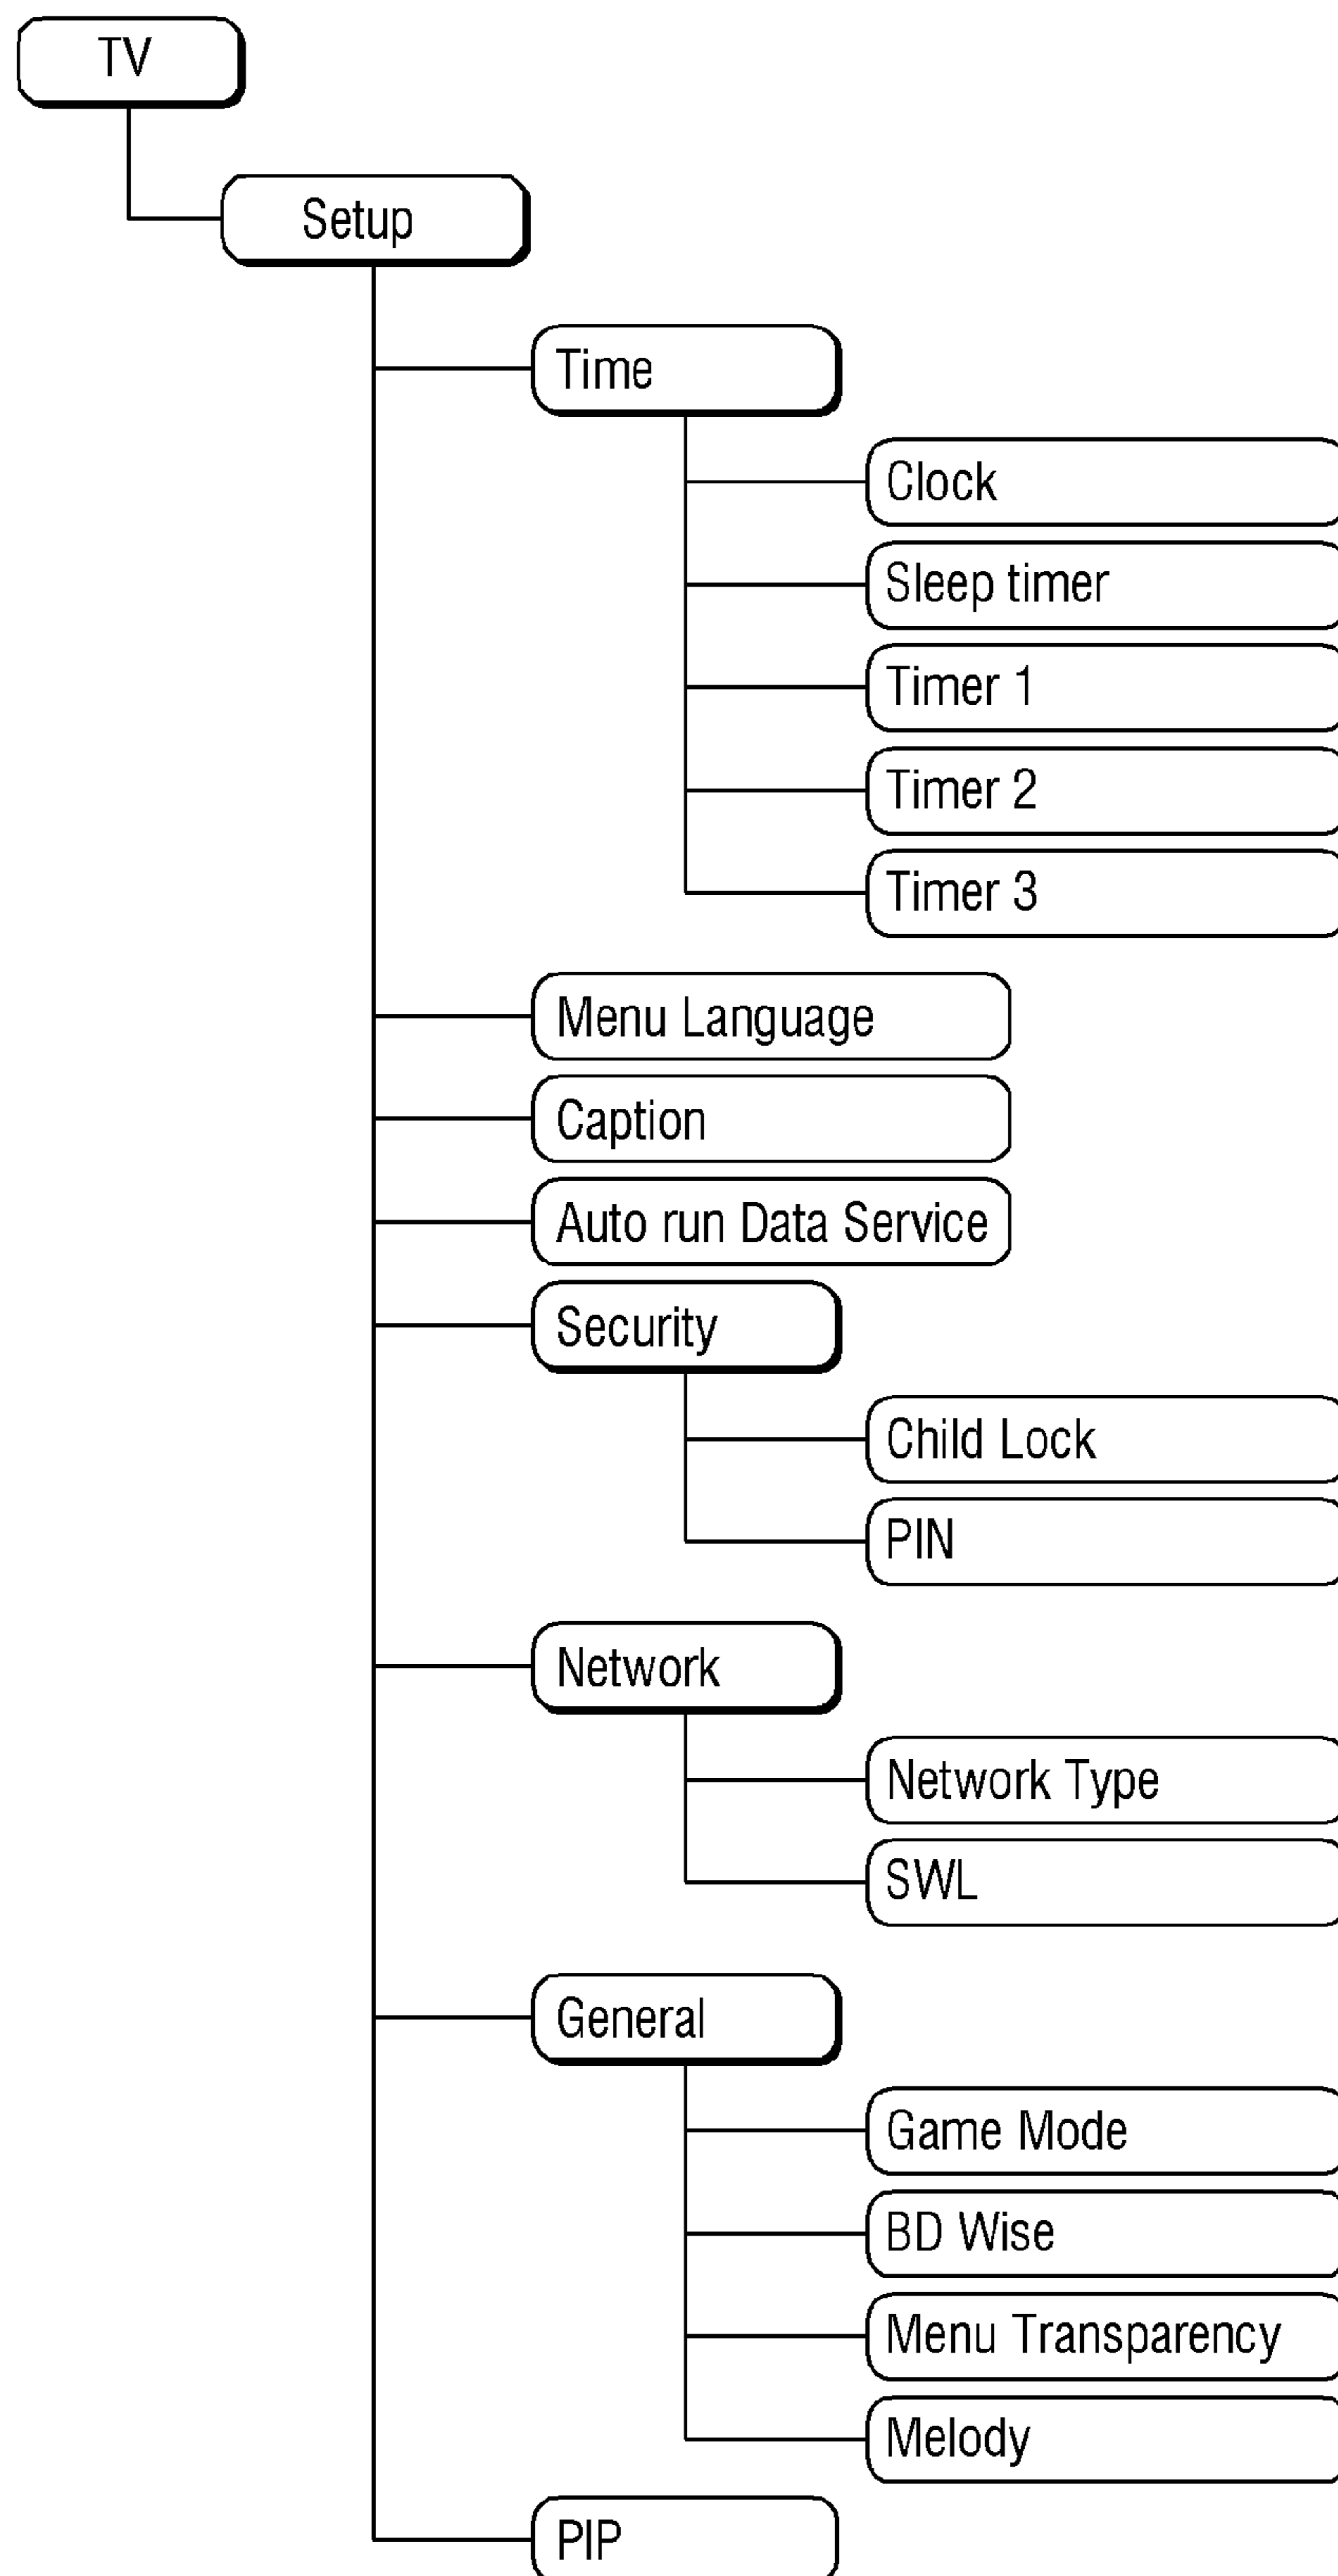 TV
Setup
Time
Clock
Sleep timer
Timer 1
Timer 2
Timer 3
Menu Language
Caption
Auto run Data Service
Security
Child Lock
PIN
Network
Network Type
SWL
General
Game Mode
BD Wise
Menu Transparency
Melody
PIP